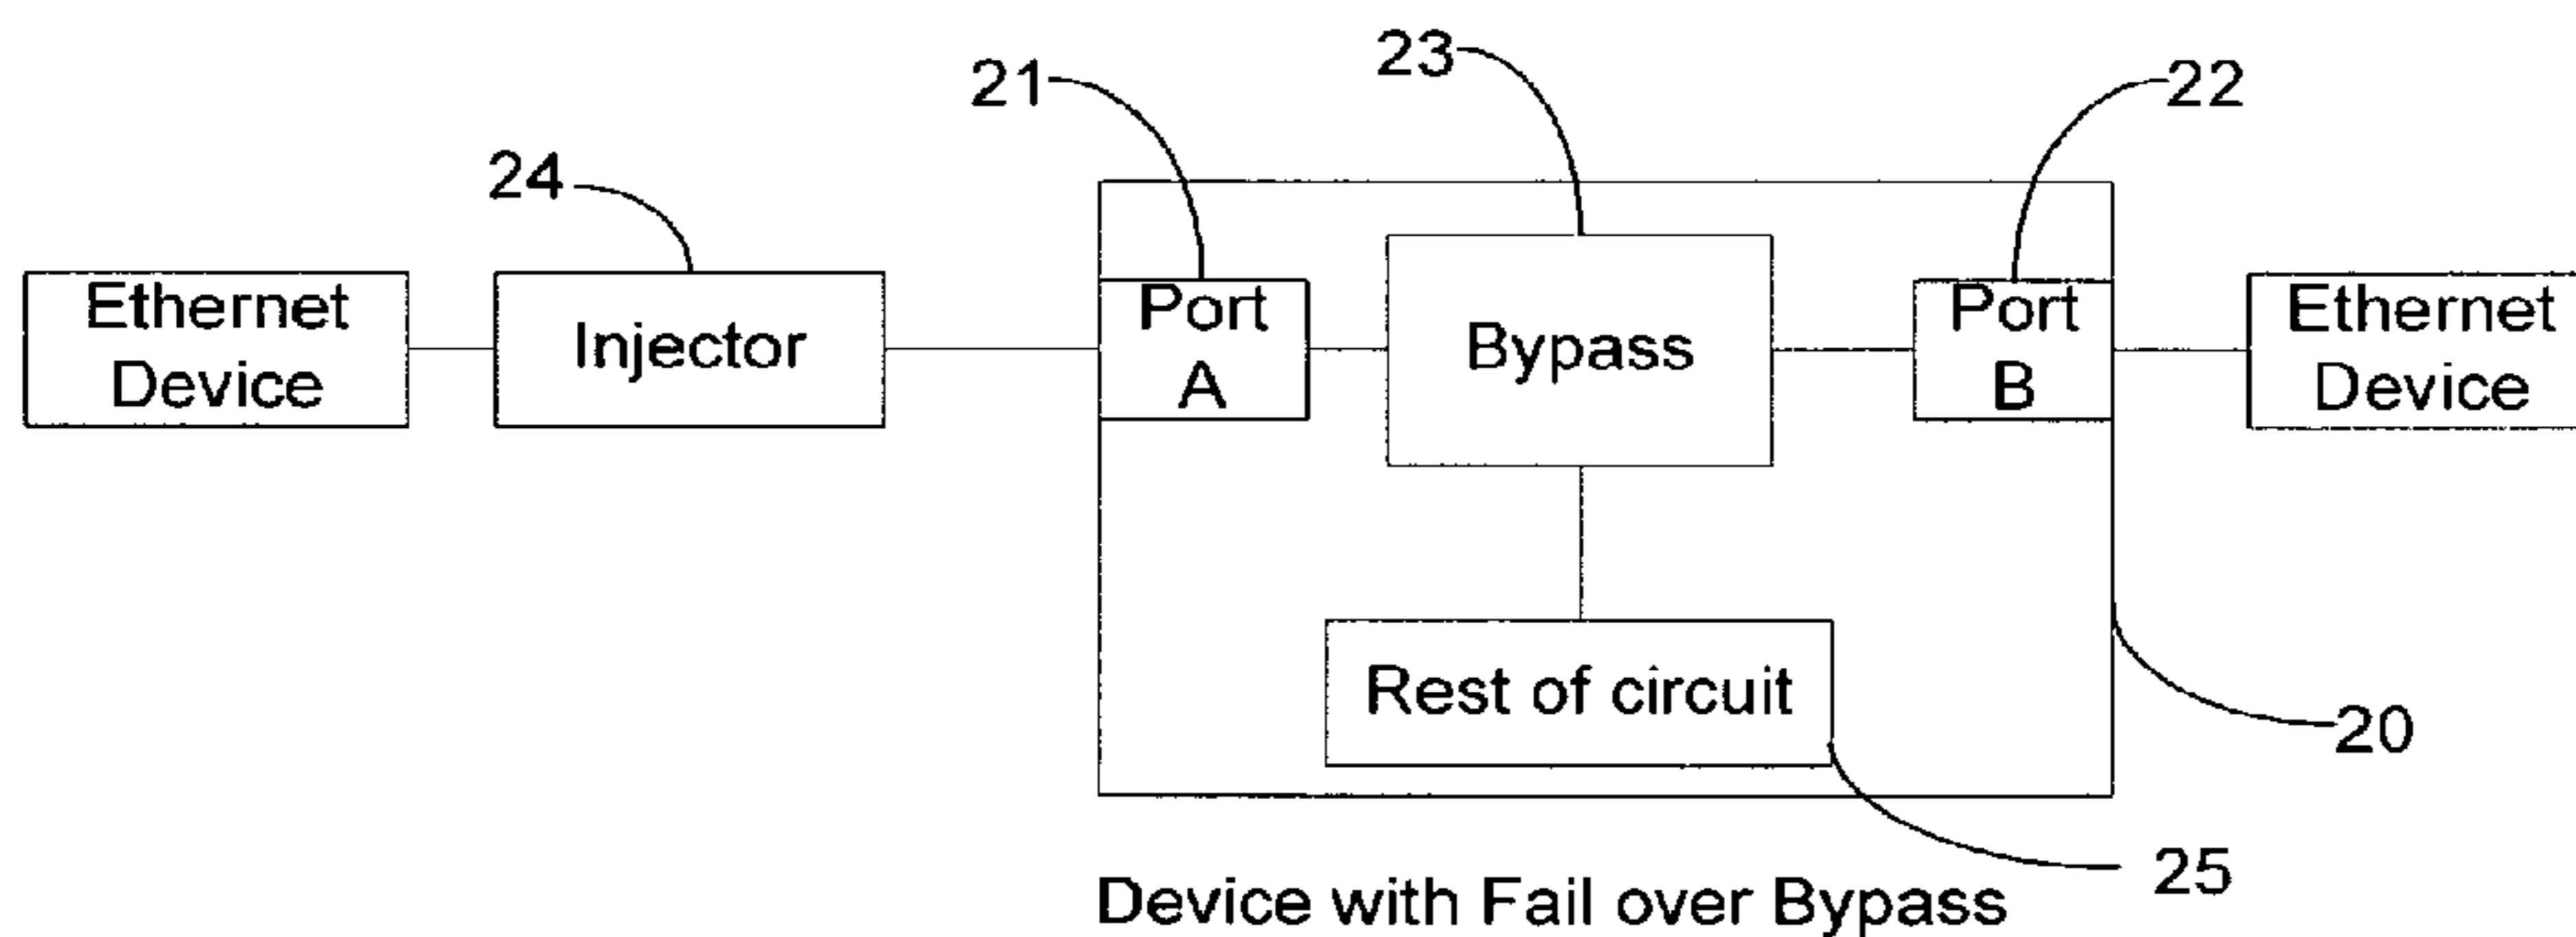 23
21
22
24
Ethernet
Device
Injector
Port
A
Bypass
Port
B
Ethernet
Device
Rest of circuit
20
25
Device with Fail over Bypass